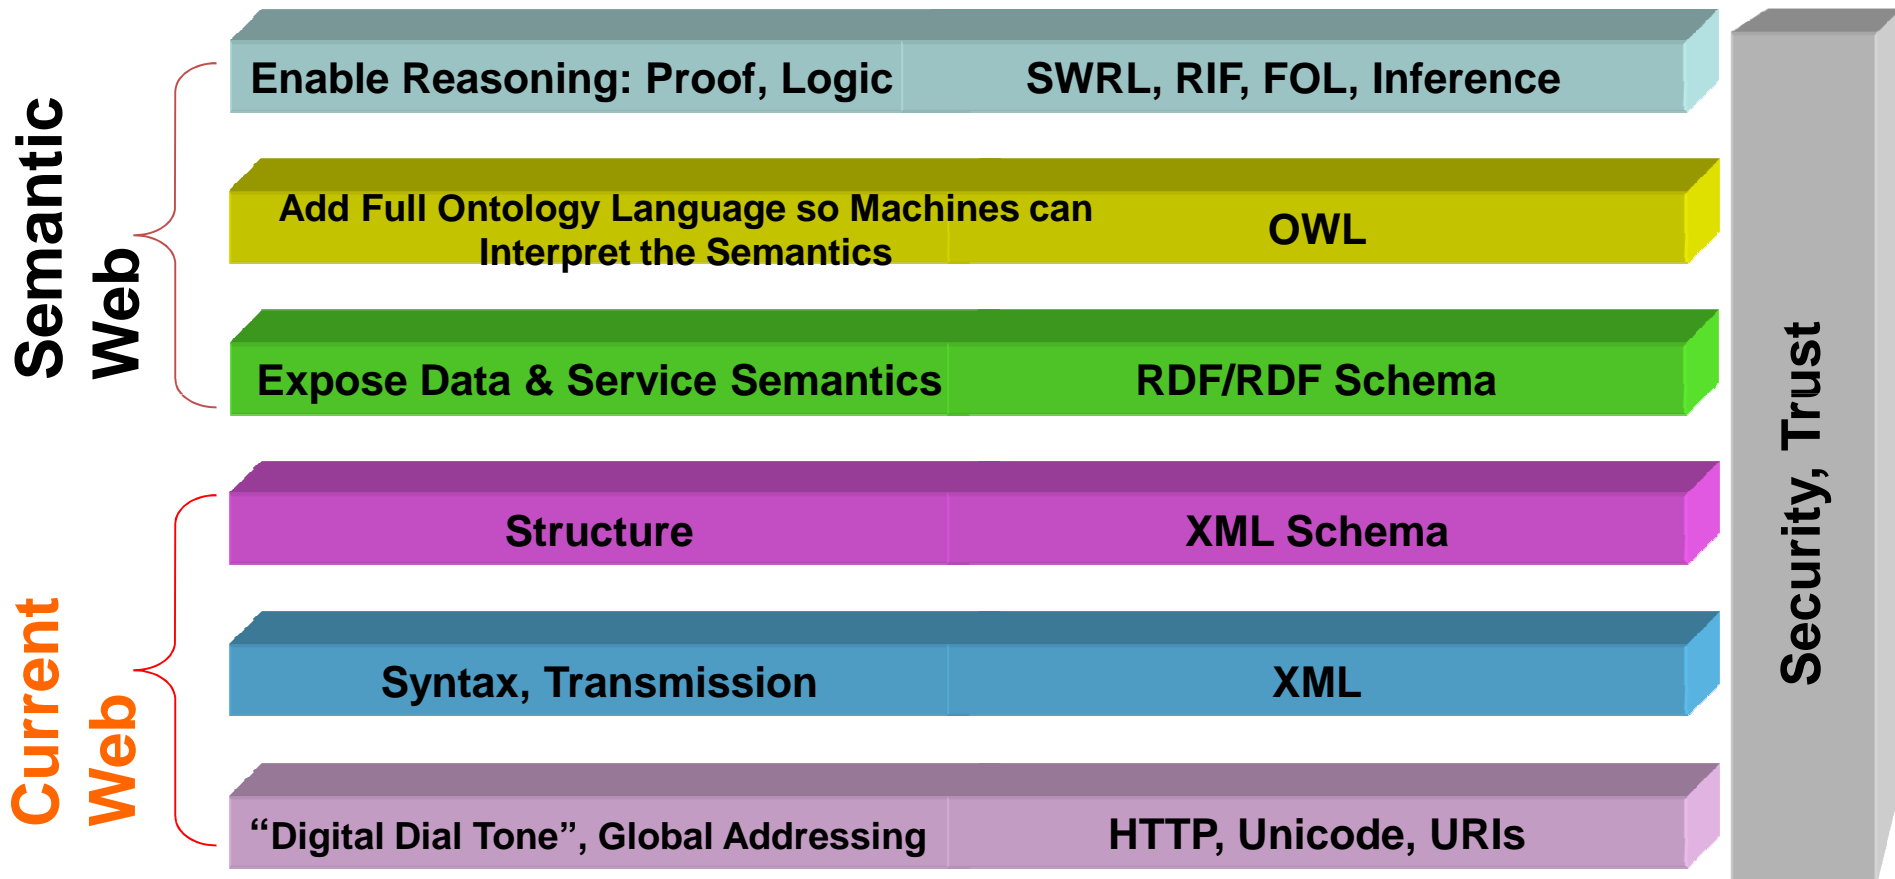 Semantic
Web
Enable Reasoning: Proof, Logic
SWRL, RIF, FOL, Inference
Add Full Ontology Language so Machines can
Interpret the Semantics
OWL
Expose Data & Service Semantics
RDF/RDF Schema
Current
Web
Structure
XML Schema
Syntax, Transmission
XML
“Digital Dial Tone”, Global Addressing
HTTP, Unicode, URIs
Security, Trust